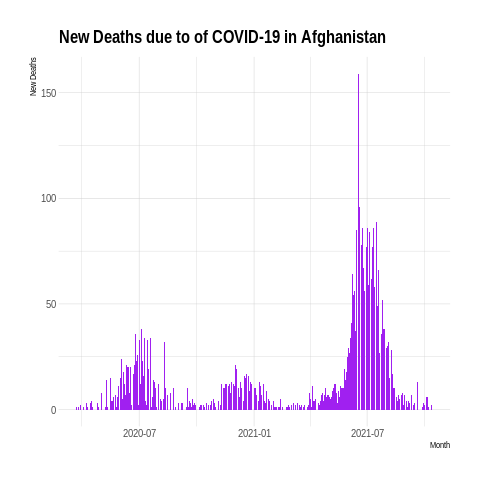 New Deaths due to of COVID-19 in Afghanistan
New Deaths
150
100
50
0
2020-07 2021-01 2021-07
Month